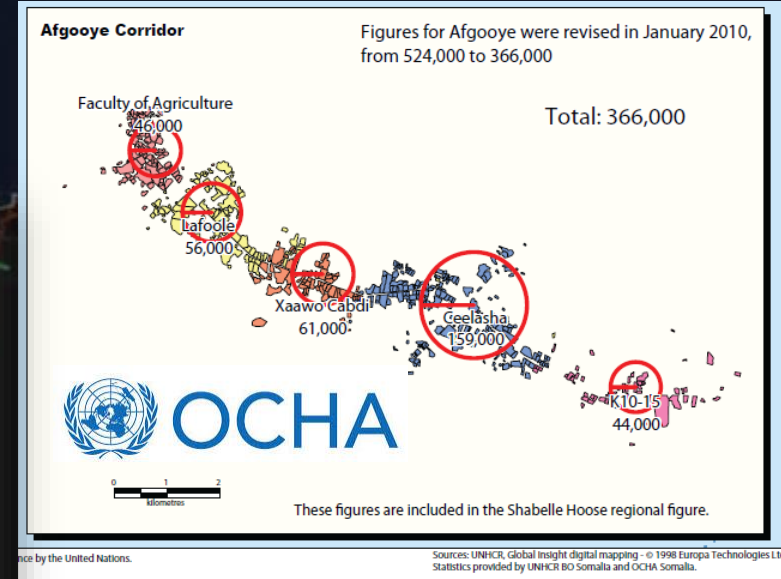 Afgooye Corridor
Figures for Afgooye were revised in January 2010,
from 524,000 to 366,000
Total: 366,000
Faculty of Agriculture
46,000
Lafoole
56,000
Xaawo Cabdi
61,000
Ceelasha
159,000
K10-15
44,000
OCHA
0 1 2
kilometres
These figures are included in the Shabelle Hoose regional figure.
nce by the United Nations.
Sources: UNHCR, Global Insight digital mapping - © 1998 Europa Technologies Lt
Statistics provided by UNHCR BO Somalia and OCHA Somalia.